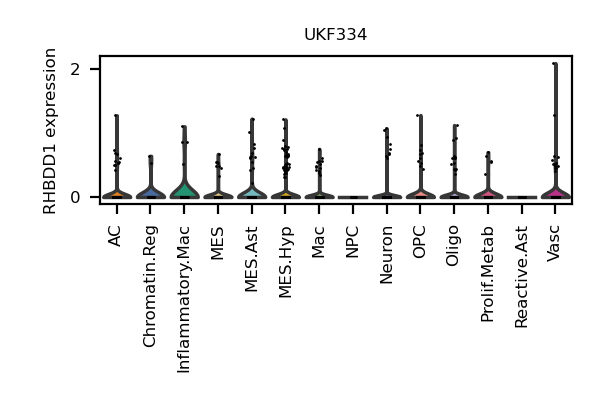 UKF334
RHBDD1 expression
2
0
AC
Chromatin.Reg
Inflammatory.Mac
MES
MES.Ast
MES.Hyp
Mac
NPC
Neuron
OPC
Oligo
Prolif.Metab
Reactive.Ast
Vasc